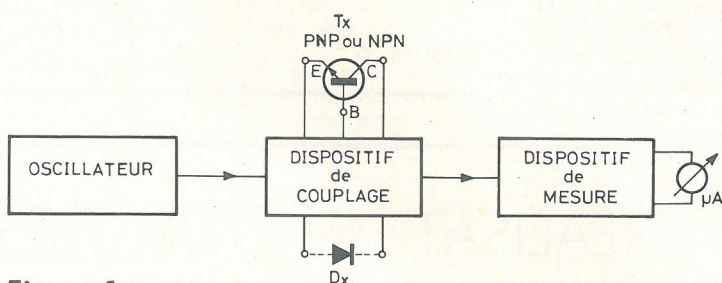 Tx
PNP ou NPN
E
C
B
OSCILLATEUR
DISPOSITIF
de
COUPLAGE
DISPOSITIF
de
MESURE
µA
Dx